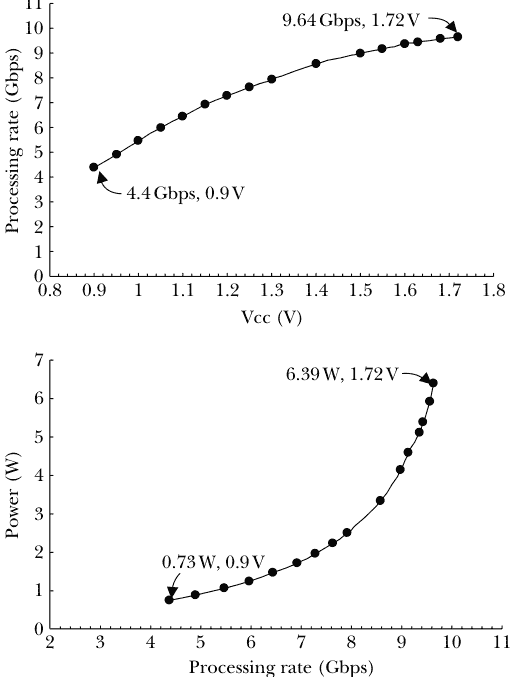 11
10
9
8
7
6
5
4
3
2
1
0
Processing rate (Gbps)
9.64 Gbps, 1.72 V
4.4 Gbps, 0.9 V
0.8 0.9 1 1.1 1.2 1.3 1.4 1.5 1.6 1.7 1.8
Vcc (V)
7
6
5
4
3
2
1
0
Power (W)
6.39 W, 1.72 V
0.73 W, 0.9 V
2 3 4 5 6 7 8 9 10 11
Processing rate (Gbps)